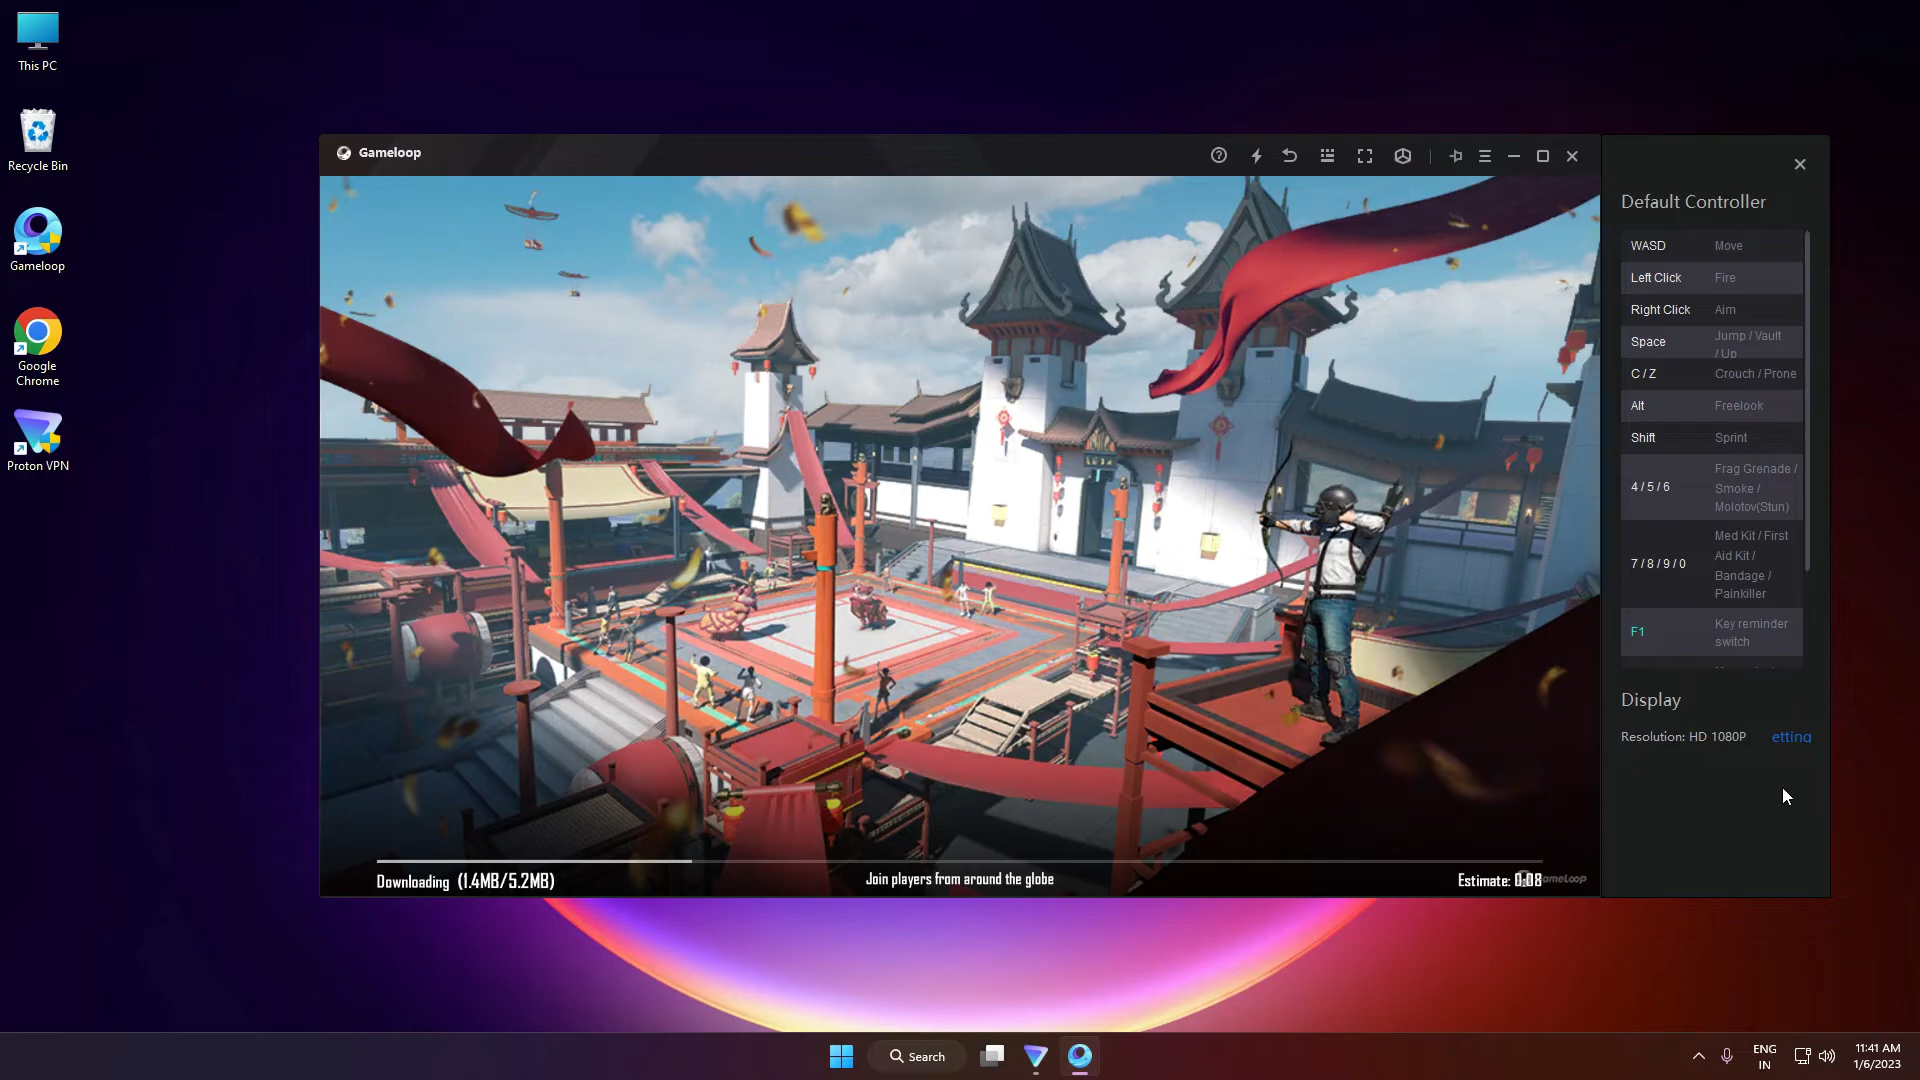 This PC
Recycle Bin
Gameloop
Google
Chrome
Proton VPN
Gameloop
Downloading (1.4MB/5.2MB)
Join players from around the globe
Estimate: 0:08
GameLoop
Default Controller
WASD Move
Left Click Fire
Right Click Aim
Space Jump / Vault
/ Up
C / Z Crouch / Prone
Alt Freelook
Shift Sprint
4 / 5 / 6 Frag Grenade /
Smoke /
Molotov(Stun)
7 / 8 / 9 / 0 Med Kit / First
Aid Kit /
Bandage /
Painkiller
F1 Key reminder
switch
Display
Resolution: HD 1080P etting
Search
ENG
IN
11:41 AM
1/6/2023